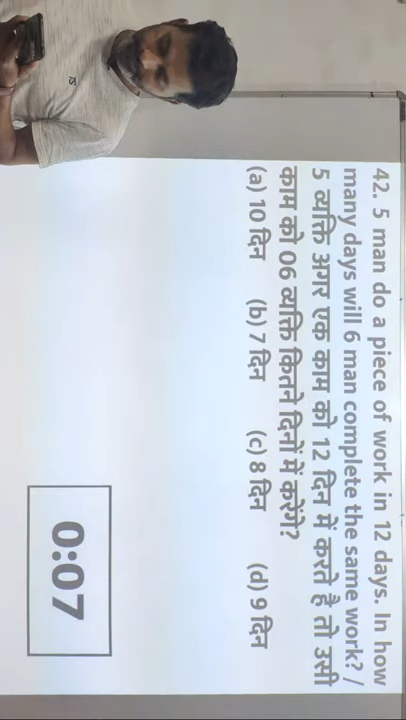 42. 5 man do a piece of work in 12 days. In how
many days will 6 man complete the same work? /
5 व्यक्ति अगर एक काम को 12 दिन में करते है तो उसी
काम को 06 व्यक्ति कितने दिनों में करेंगे?
(a) 10 दिन (b) 7 दिन (c) 8 दिन (d) 9 दिन
0:07